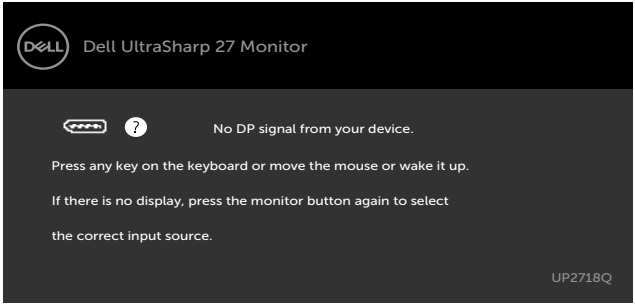 DELL
Dell UltraSharp 27 Monitor
? No DP signal from your device.
Press any key on the keyboard or move the mouse or wake it up.
If there is no display, press the monitor button again to select
the correct input source.
UP2718Q